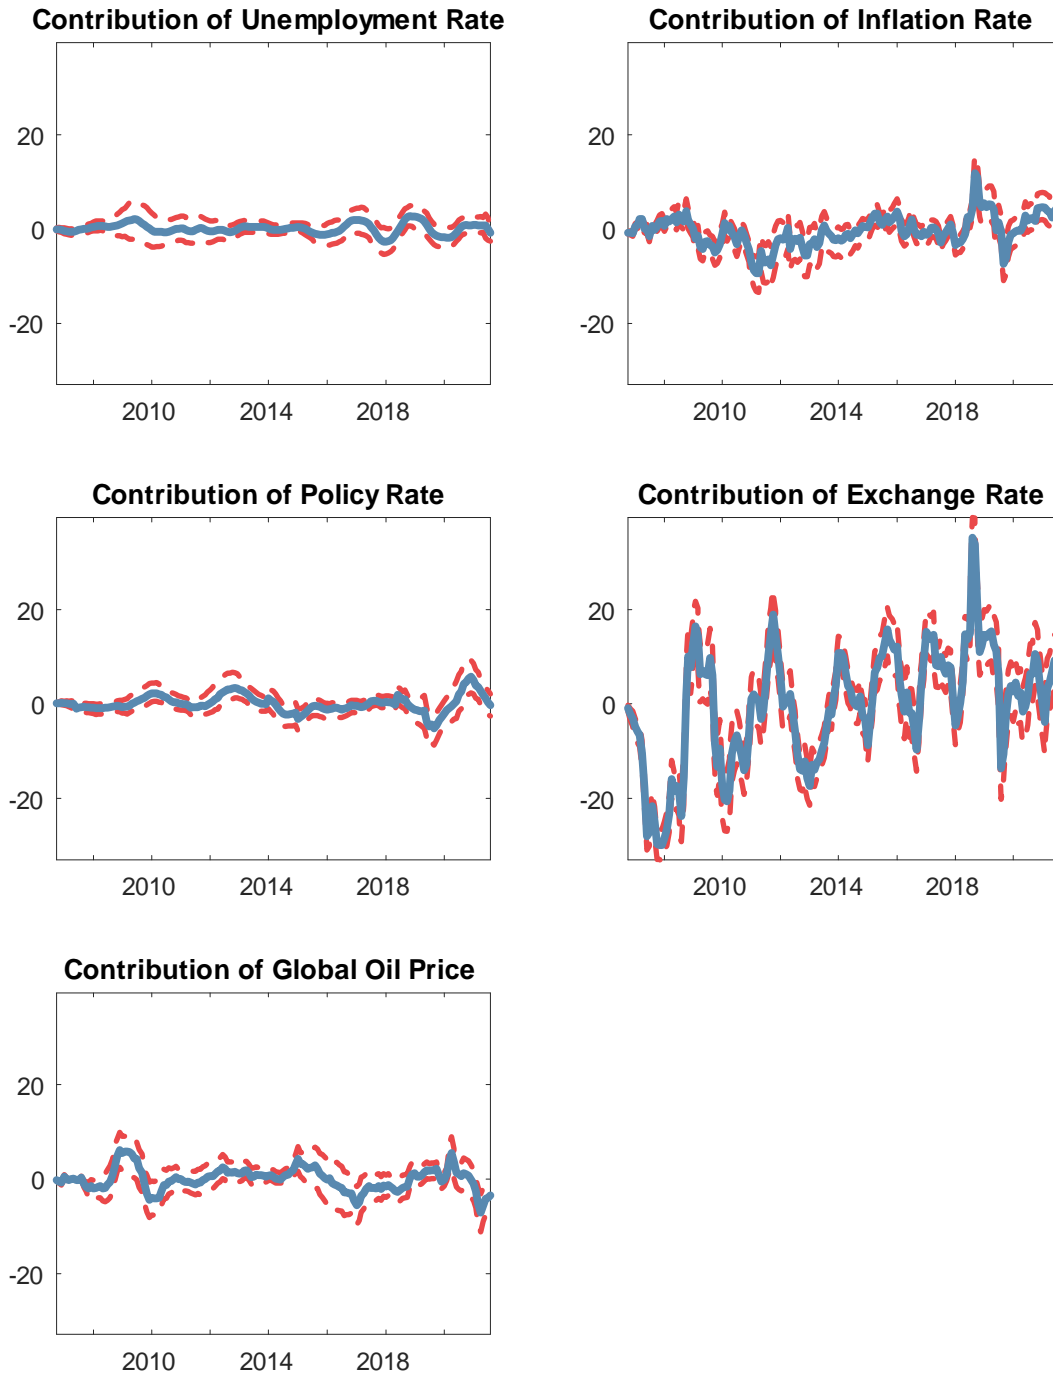 Contribution of Unemployment Rate
20
0
-20
2010 2014 2018
Contribution of Inflation Rate
20
0
-20
2010 2014 2018
Contribution of Policy Rate
20
0
-20
2010 2014 2018
Contribution of Exchange Rate
20
0
-20
2010 2014 2018
Contribution of Global Oil Price
20
0
-20
2010 2014 2018